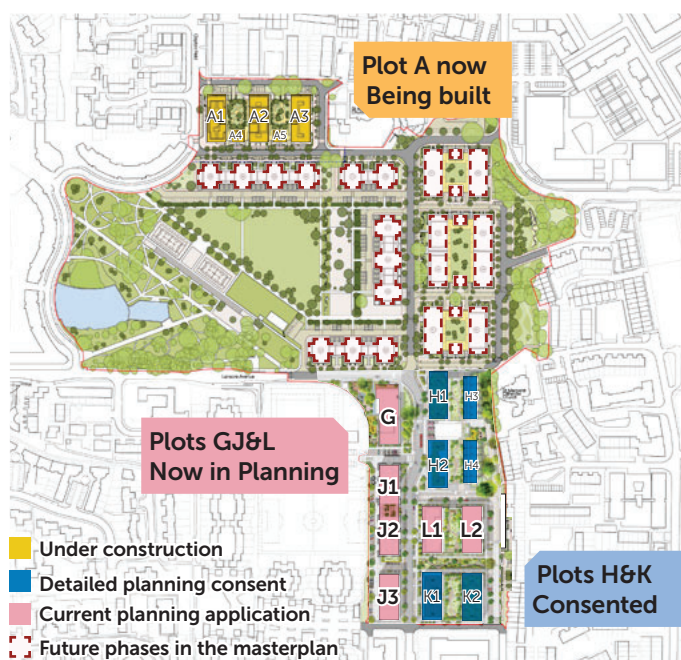 Plot A now
Being built
A1
A2
A3
A4
A5
H1
H3
G
Plots GJ&L
Now in Planning
H2
H4
J1
J2
L1
L2
Under construction
Detailed planning consent
Plots H&K
Consented
Current planning application
J3
K1
K2
Future phases in the masterplan